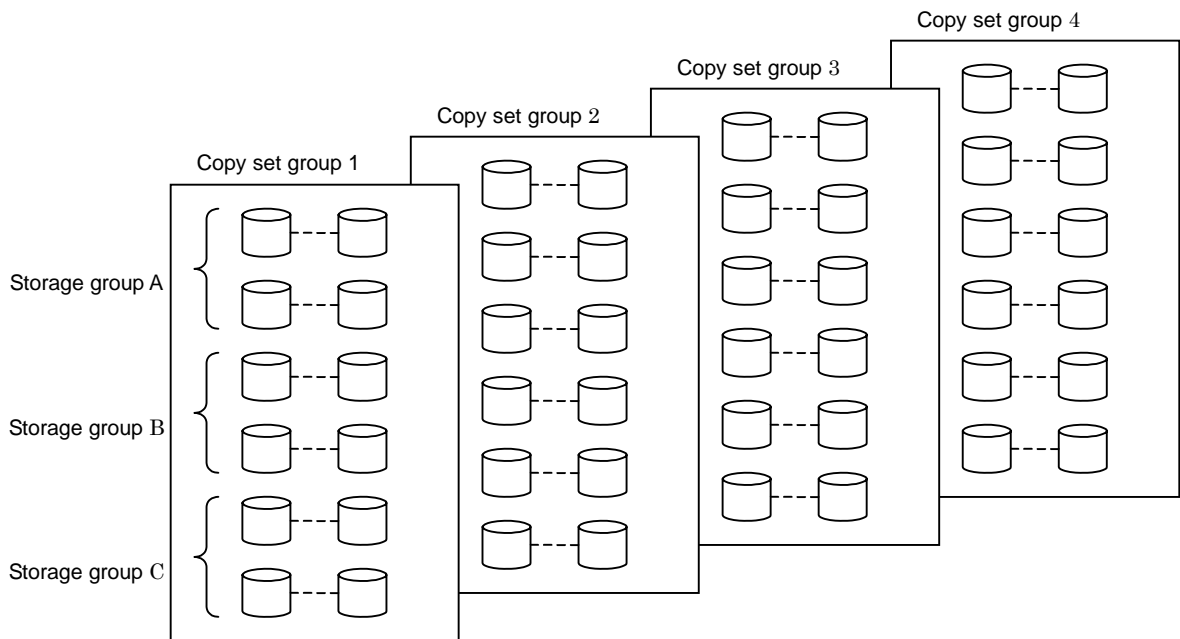 Copy set group 4
Copy set group 3
Copy set group 2
Copy set group 1
Storage group A
Storage group B
Storage group C